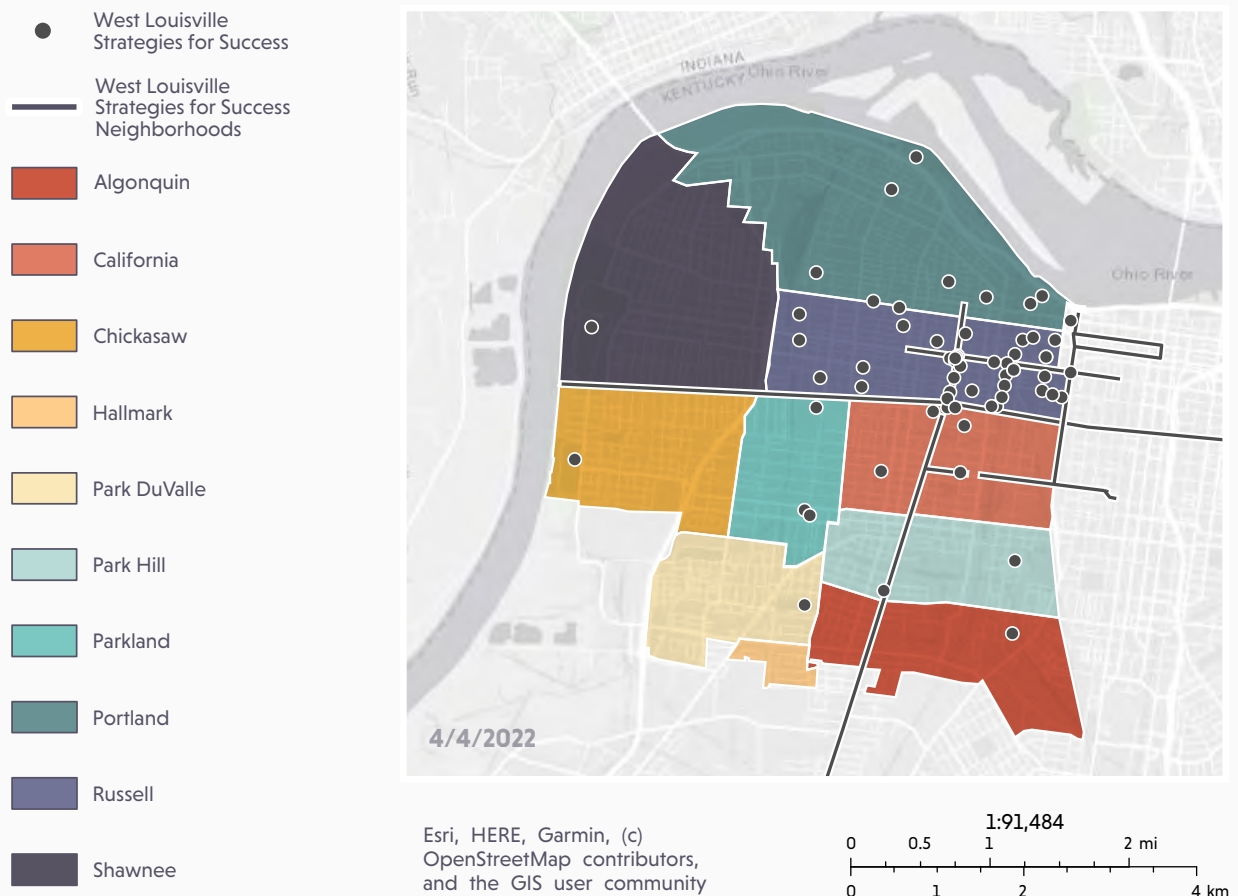 West Louisville
Strategies for Success
West Louisville
Strategies for Success
Neighborhoods
Algonquin
California
Chickasaw
Hallmark
Park DuValle
Park Hill
Parkland
Portland
Russell
Shawnee
INDIANA
KENTUCKY
Ohio River
Ohio River
4/4/2022
Esri, HERE, Garmin, (c)
OpenStreetMap contributors,
and the GIS user community
1:91,484
0 0.5 1 2 mi
0 1 2 4 km